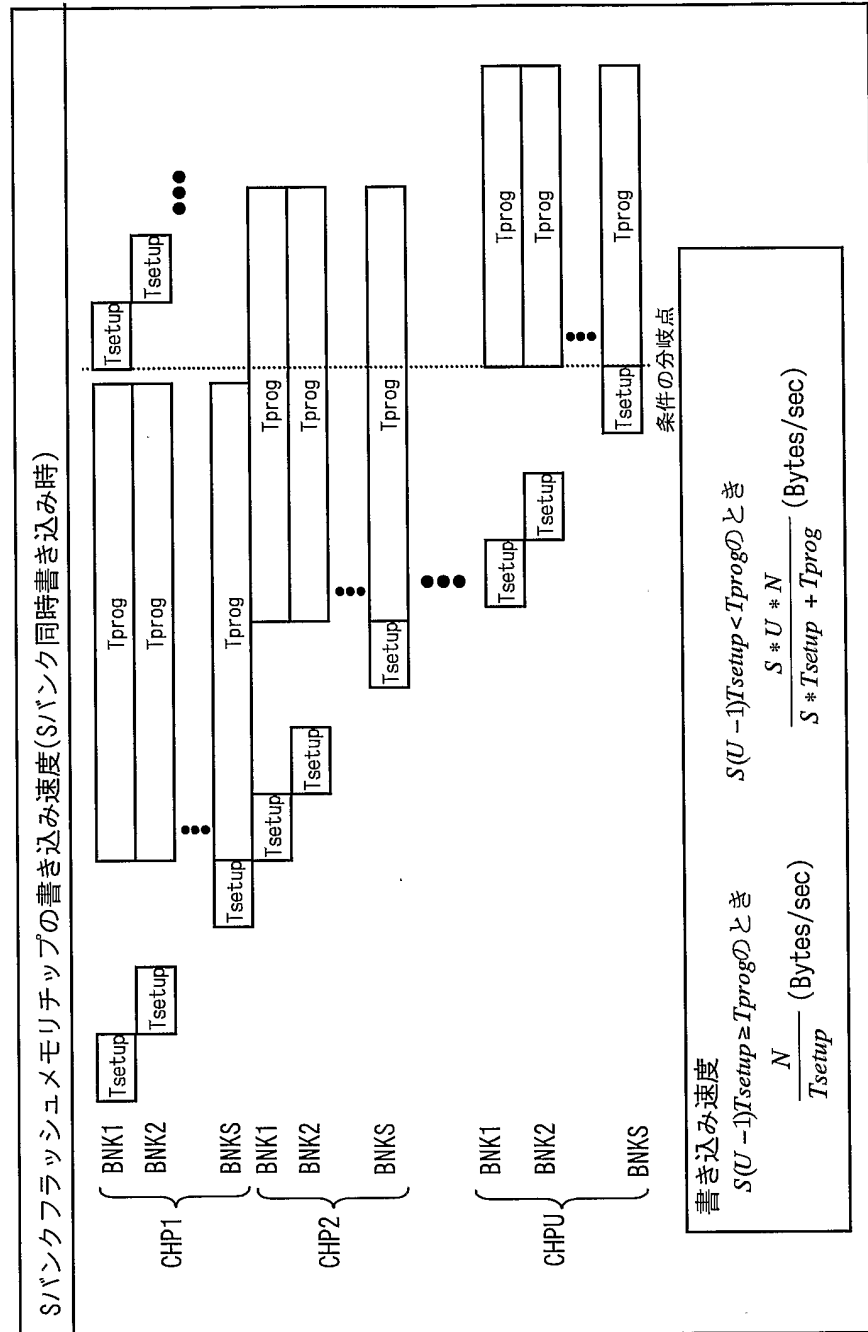 Sバンクフラッシュメモリチップの書き込み速度(Sバンク同時書き込み時)
CHP1
BNK1
Tsetup
Tprog
Tsetup
BNK2
Tsetup
Tprog
Tsetup
•••
•••
BNKS
Tsetup
Tprog
CHP2
BNK1
Tsetup
Tprog
BNK2
Tsetup
Tprog
•••
BNKS
Tsetup
Tprog
•••
CHPU
BNK1
Tsetup
Tprog
BNK2
Tsetup
Tprog
•••
BNKS
Tsetup
Tprog
条件の分岐点
書き込み速度
S(U−1)Tsetup≥Tprogのとき
N
Tsetup
(Bytes/sec)
S(U−1)Tsetup<Tprogのとき
S*U*N
S*Tsetup+Tprog
(Bytes/sec)